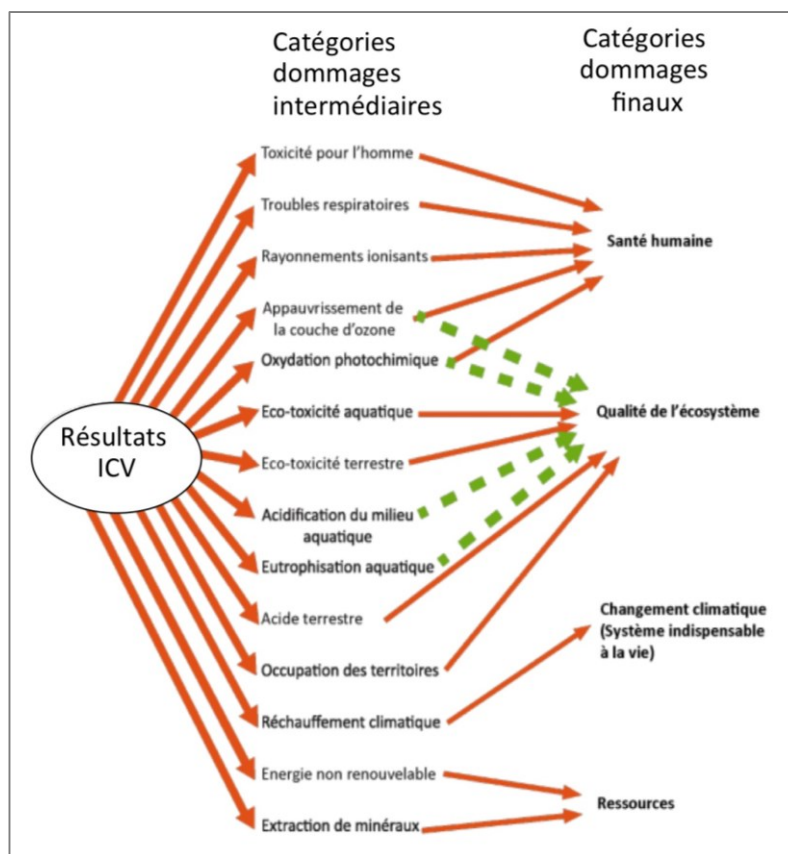 Catégories
dommages
intermédiaires
Catégories
dommages
finaux
Toxicité pour l'homme
Troubles respiratoires
Rayonnements ionisants
Appauvrissement de
la couche d'ozone
Oxydation photochimique
Eco-toxicité aquatique
Eco-toxicité terrestre
Acidification du milieu
aquatique
Eutrophisation aquatique
Acide terrestre
Occupation des territoires
Réchauffement climatique
Energie non renouvelable
Extraction de minéraux
Résultats
ICV
Santé humaine
Qualité de l'écosystème
Changement climatique
(Système indispensable
à la vie)
Ressources